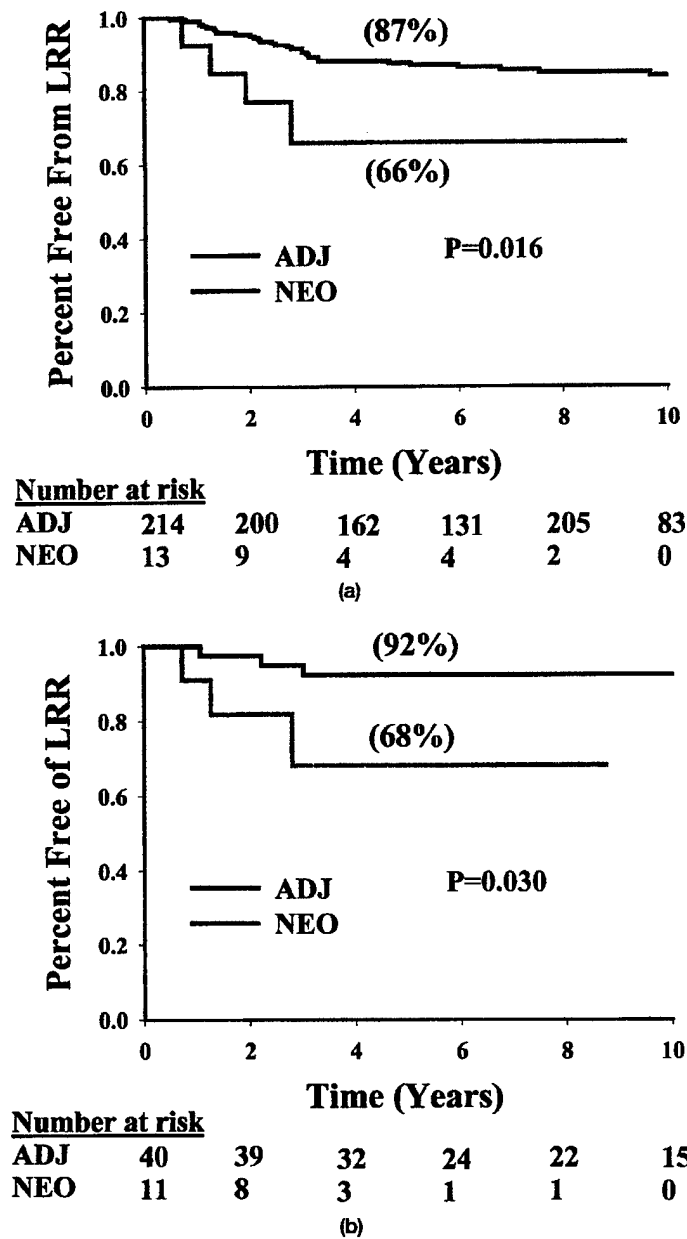 Percent Free From LRR
1.0
0.8
0.6
0.4
0.2
0.0
(87%)
(66%)
ADJ
NEO
P=0.016
0 2 4 6 8 10
Time (Years)
Number at risk
ADJ 214 200 162 131 205 83
NEO 13 9 4 4 2 0
(a)
Percent Free of LRR
1.0
0.8
0.6
0.4
0.2
0.0
(92%)
(68%)
ADJ
NEO
P=0.030
0 2 4 6 8 10
Time (Years)
Number at risk
ADJ 40 39 32 24 22 15
NEO 11 8 3 1 1 0
(b)